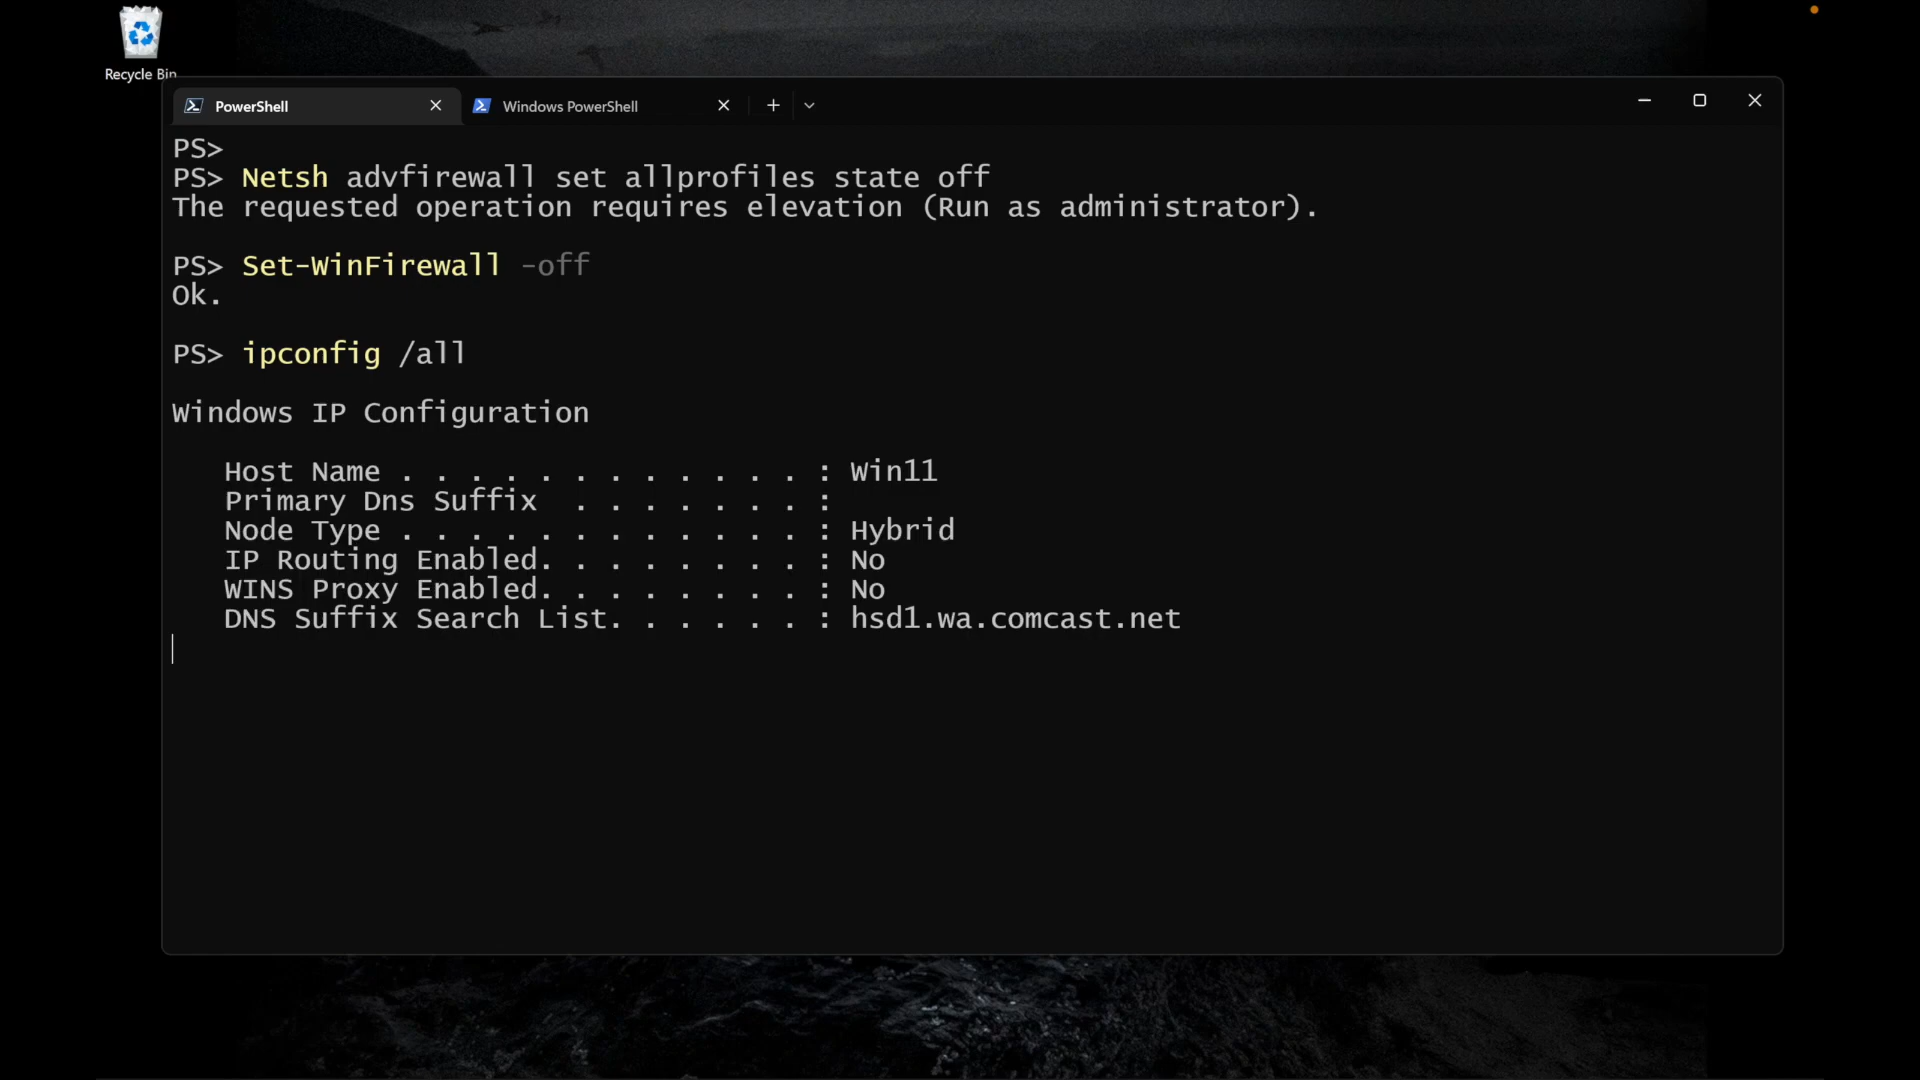 Recycle Bin
PowerShell
Windows PowerShell
PS>
PS> Netsh advfirewall set allprofiles state off
The requested operation requires elevation (Run as administrator).
PS> Set-WinFirewall -off
Ok.
PS> ipconfig /all
Windows IP Configuration
Host Name . . . . . . . . . . . . : Win11
Primary Dns Suffix  . . . . . . . :
Node Type . . . . . . . . . . . . : Hybrid
IP Routing Enabled. . . . . . . . : No
WINS Proxy Enabled. . . . . . . . : No
DNS Suffix Search List. . . . . . : hsd1.wa.comcast.net